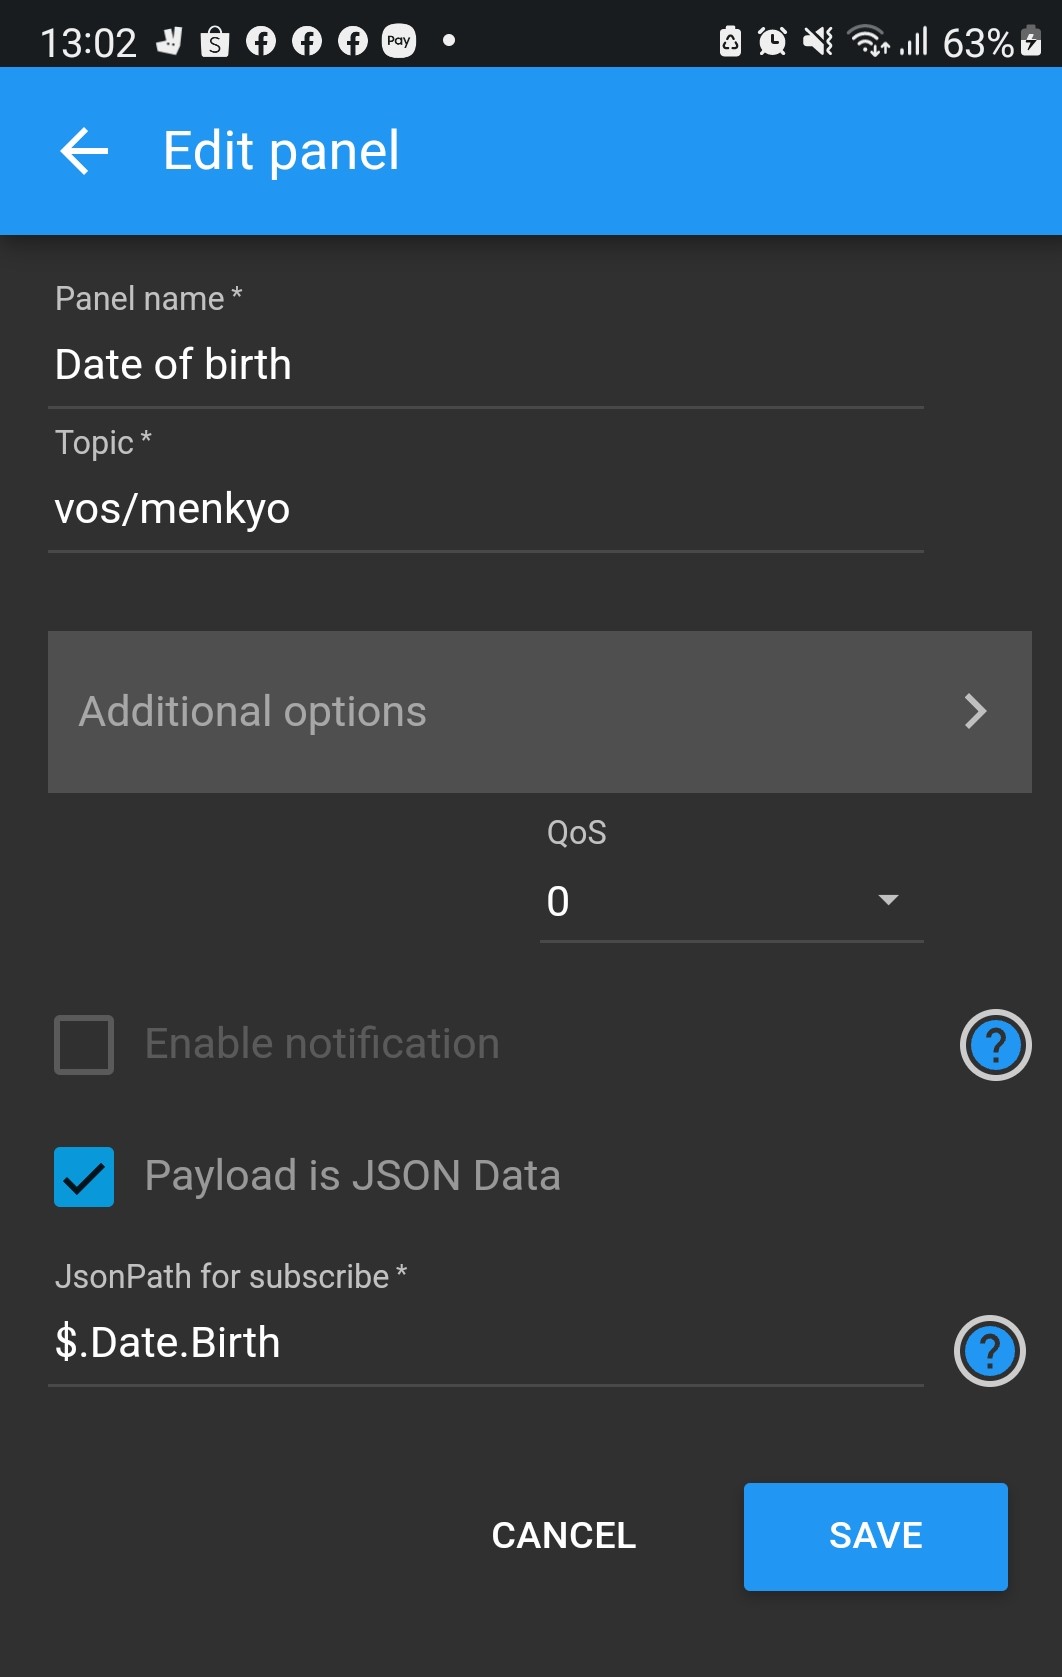 13:02 S Pay 63%
Edit panel
Panel name *
Date of birth
Topic *
vos/menkyo
Additional options
QoS
0
Enable notification ?
Payload is JSON Data
JsonPath for subscribe *
$.Date.Birth ?
CANCEL SAVE